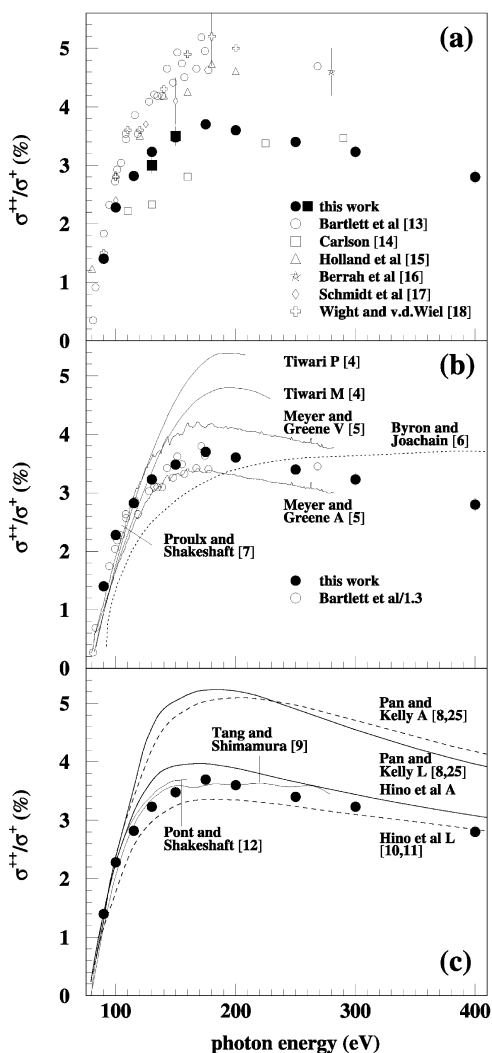 (a)
σ⁺⁺/σ⁺ (%)
5
4
3
2
1
0
this work
Bartlett et al [13]
Carlson [14]
Holland et al [15]
Berrah et al [16]
Schmidt et al [17]
Wight and v.d.Wiel [18]
(b)
σ⁺⁺/σ⁺ (%)
5
4
3
2
1
0
Tiwari P [4]
Tiwari M [4]
Meyer and
Greene V [5]
Byron and
Joachain [6]
Meyer and
Greene A [5]
Proulx and
Shakeshaft [7]
this work
Bartlett et al/1.3
σ⁺⁺/σ⁺ (%)
5
4
3
2
1
0
Pan and
Kelly A [8,25]
Tang and
Shimamura [9]
Pan and
Kelly L [8,25]
Hino et al A
Pont and
Shakeshaft [12]
Hino et al L
[10,11]
(c)
100 200 300 400
photon energy (eV)